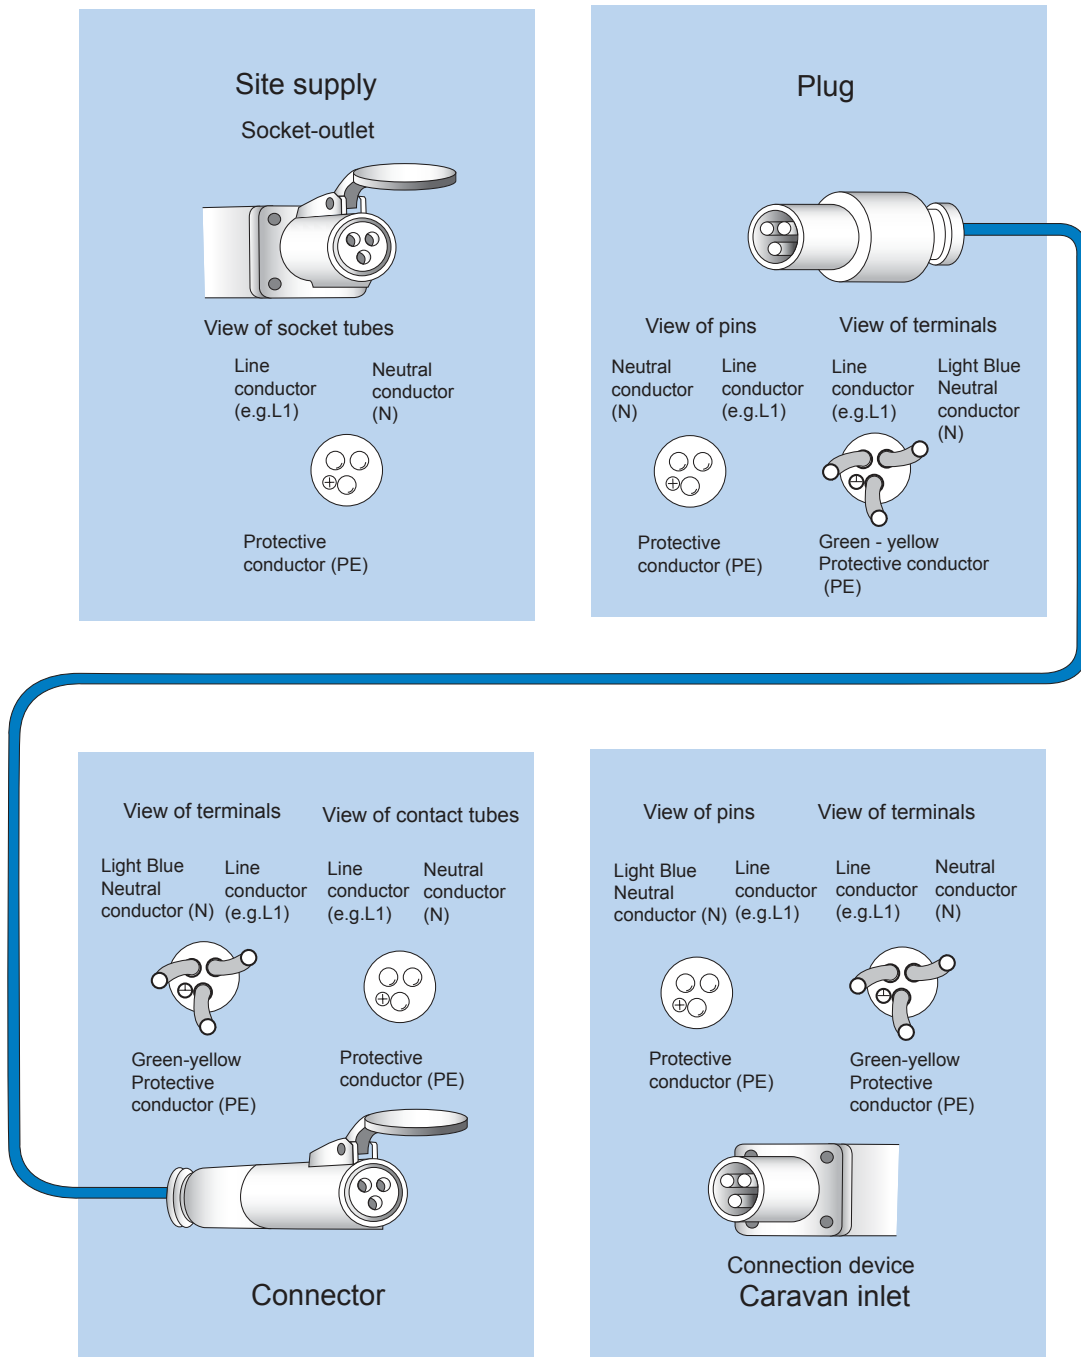 Site supply
Socket-outlet
View of socket tubes
Line
conductor
(e.g.L1)
Neutral
conductor
(N)
Protective
conductor (PE)
Plug
View of pins
View of terminals
Neutral
conductor
(N)
Line
conductor
(e.g.L1)
Line
conductor
(e.g.L1)
Light Blue
Neutral
conductor
(N)
Protective
conductor (PE)
Green - yellow
Protective conductor
(PE)
View of terminals
View of contact tubes
Light Blue
Neutral
conductor (N)
Line
conductor
(e.g.L1)
Line
conductor
(e.g.L1)
Neutral
conductor
(N)
Green-yellow
Protective
conductor (PE)
Protective
conductor (PE)
Connector
View of pins
View of terminals
Light Blue
Neutral
conductor (N)
Line
conductor
(e.g.L1)
Line
conductor
(e.g.L1)
Neutral
conductor
(N)
Protective
conductor (PE)
Green-yellow
Protective
conductor (PE)
Connection device
Caravan inlet